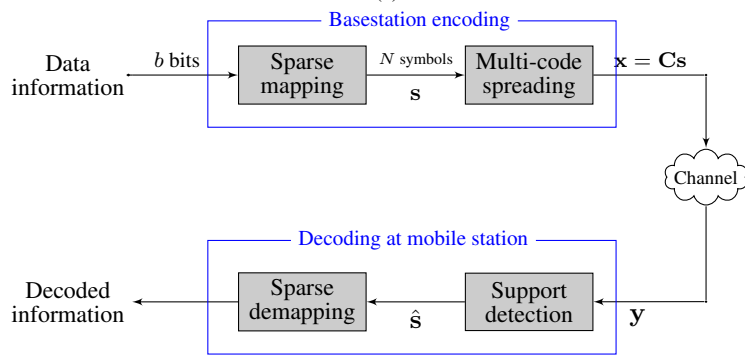 Basestation encoding
Data
information
b bits
Sparse
mapping
N symbols
s
Multi-code
spreading
x = Cs
Channel
Decoding at mobile station
Decoded
information
Sparse
demapping
ŝ
Support
detection
y